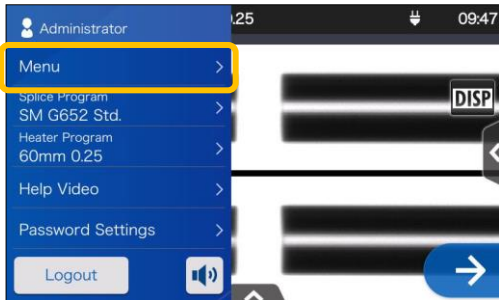 Administrator
.25
09:47
Menu
DISP
Splice Program
SM G652 Std.
Heater Program
60mm 0.25
Help Video
Password Settings
Logout